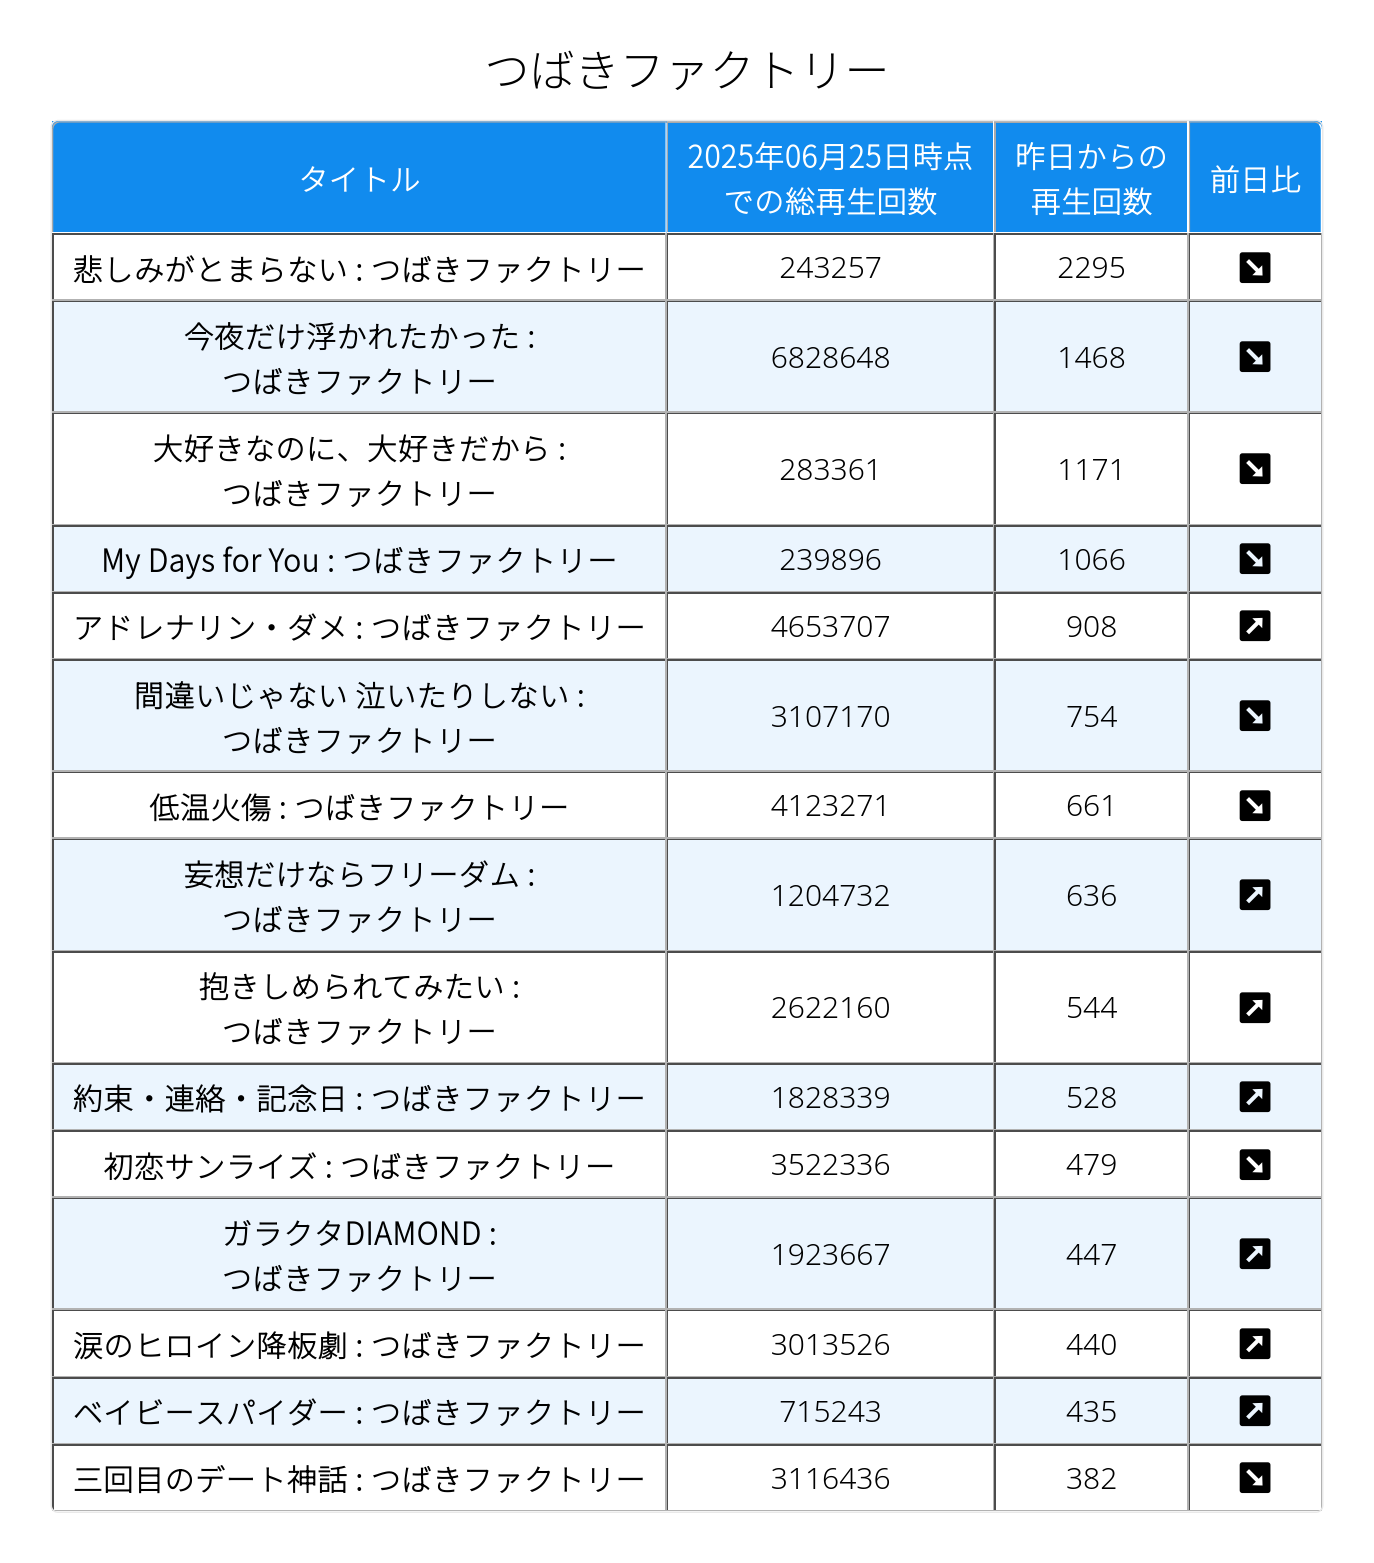 つばきファクトリー
タイトル
2025年06月25日時点
での総再生回数
昨日からの
再生回数
前日比
悲しみがとまらない : つばきファクトリー
243257
2295
今夜だけ浮かれたかった :
つばきファクトリー
6828648
1468
大好きなのに、大好きだから :
つばきファクトリー
283361
1171
My Days for You : つばきファクトリー
239896
1066
アドレナリン・ダメ : つばきファクトリー
4653707
908
間違いじゃない 泣いたりしない :
つばきファクトリー
3107170
754
低温火傷 : つばきファクトリー
4123271
661
妄想だけならフリーダム :
つばきファクトリー
1204732
636
抱きしめられてみたい :
つばきファクトリー
2622160
544
約束・連絡・記念日 : つばきファクトリー
1828339
528
初恋サンライズ : つばきファクトリー
3522336
479
ガラクタDIAMOND :
つばきファクトリー
1923667
447
涙のヒロイン降板劇 : つばきファクトリー
3013526
440
ベイビースパイダー : つばきファクトリー
715243
435
三回目のデート神話 : つばきファクトリー
3116436
382